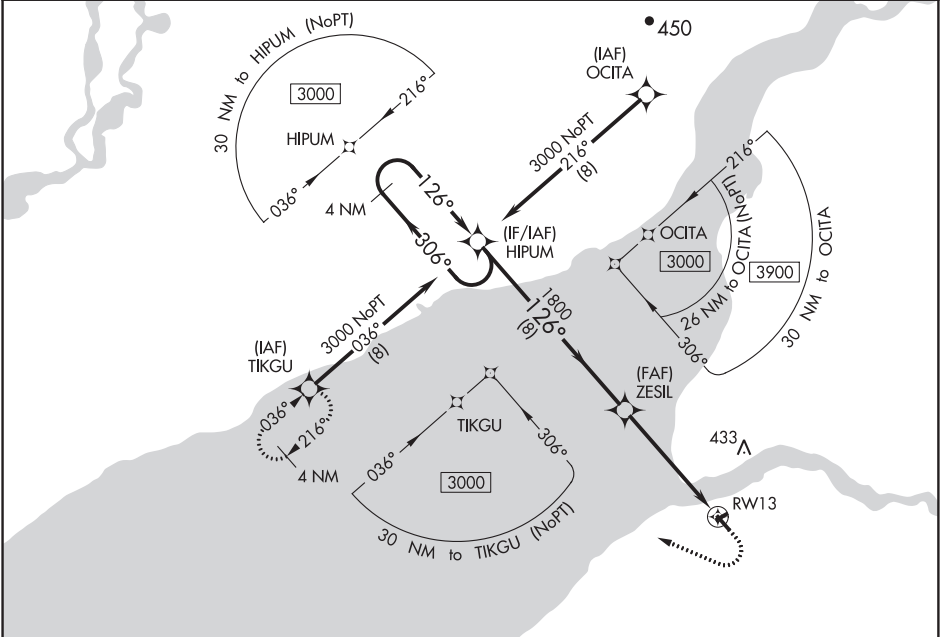 30 NM to HIPUM (NoPT)
3000
216°
HIPUM
036°
450
(IAF)
OCITA
3000 NoPT
216°
(8)
4 NM
126°
306°
(IF/IAF)
HIPUM
216°
OCITA
3000
26 NM to OCITA (NoPT)
3900
30 NM to OCITA
306°
1800
126°
(8)
3000 NoPT
036°
(8)
(IAF)
TIKGU
036°
216°
4 NM
(FAF)
ZESIL
TIKGU
036°
306°
3000
30 NM to TIKGU (NoPT)
433
RW13